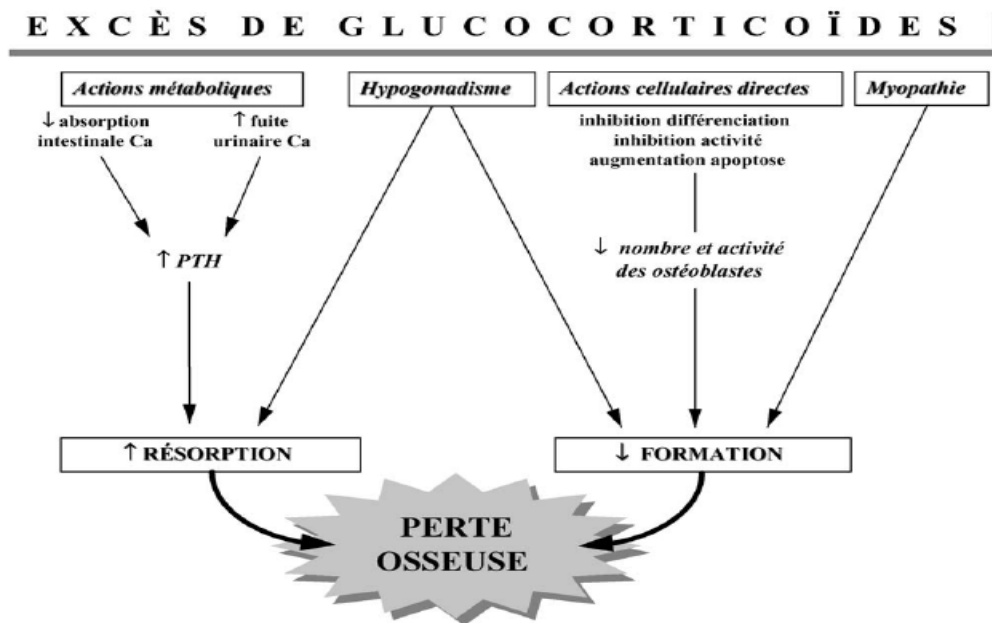 EXCÈS DE GLUCOCORTICOÏDES
Actions métaboliques
↓ absorption
intestinale Ca
↑ fuite
urinaire Ca
↑ PTH
Hypogonadisme
Actions cellulaires directes
inhibition différenciation
inhibition activité
augmentation apoptose
↓ nombre et activité
des ostéoblastes
Myopathie
↑ RÉSORPTION
↓ FORMATION
PERTE
OSSEUSE